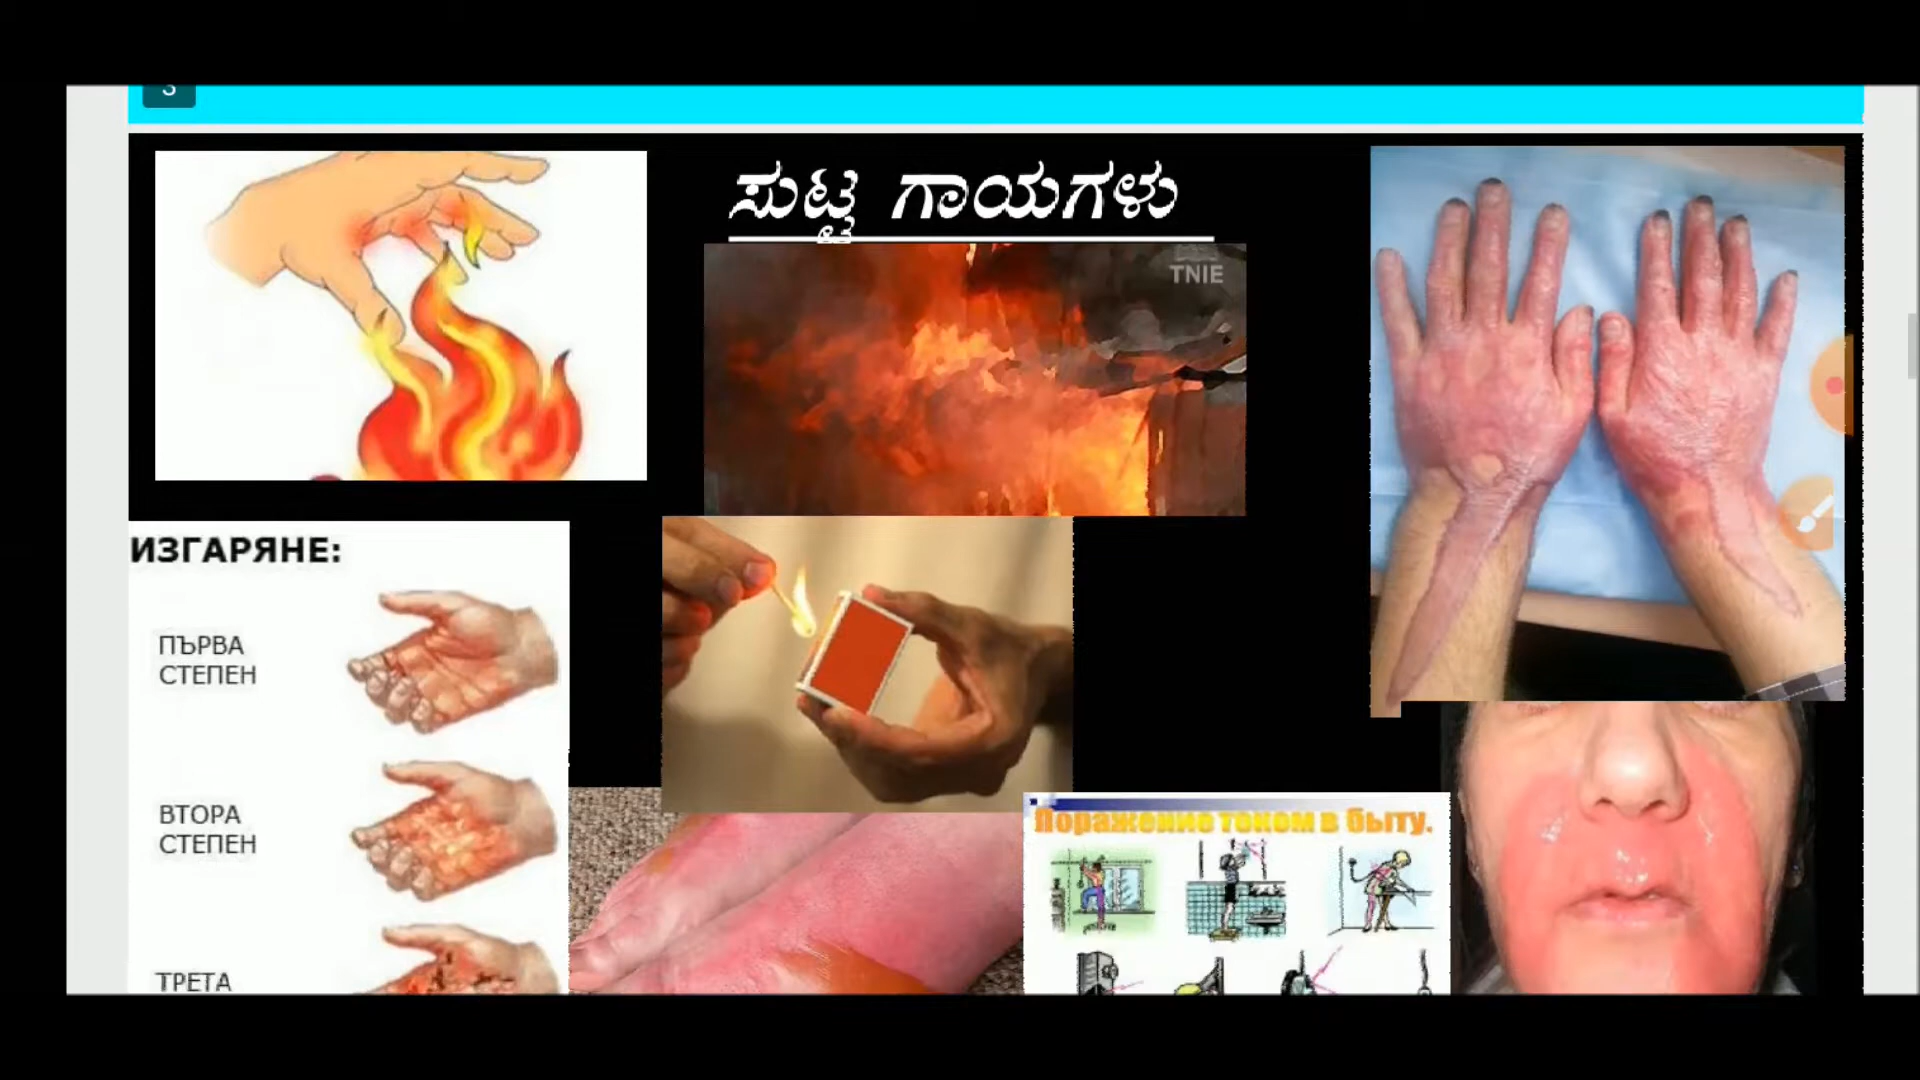 3
ಸುಟ್ಟ ಗಾಯಗಳು
TNIE
ИЗГАРЯНЕ:
ПЪРВА
СТЕПЕН
ВТОРА
СТЕПЕН
ТРЕТА
Поражение током в быту.